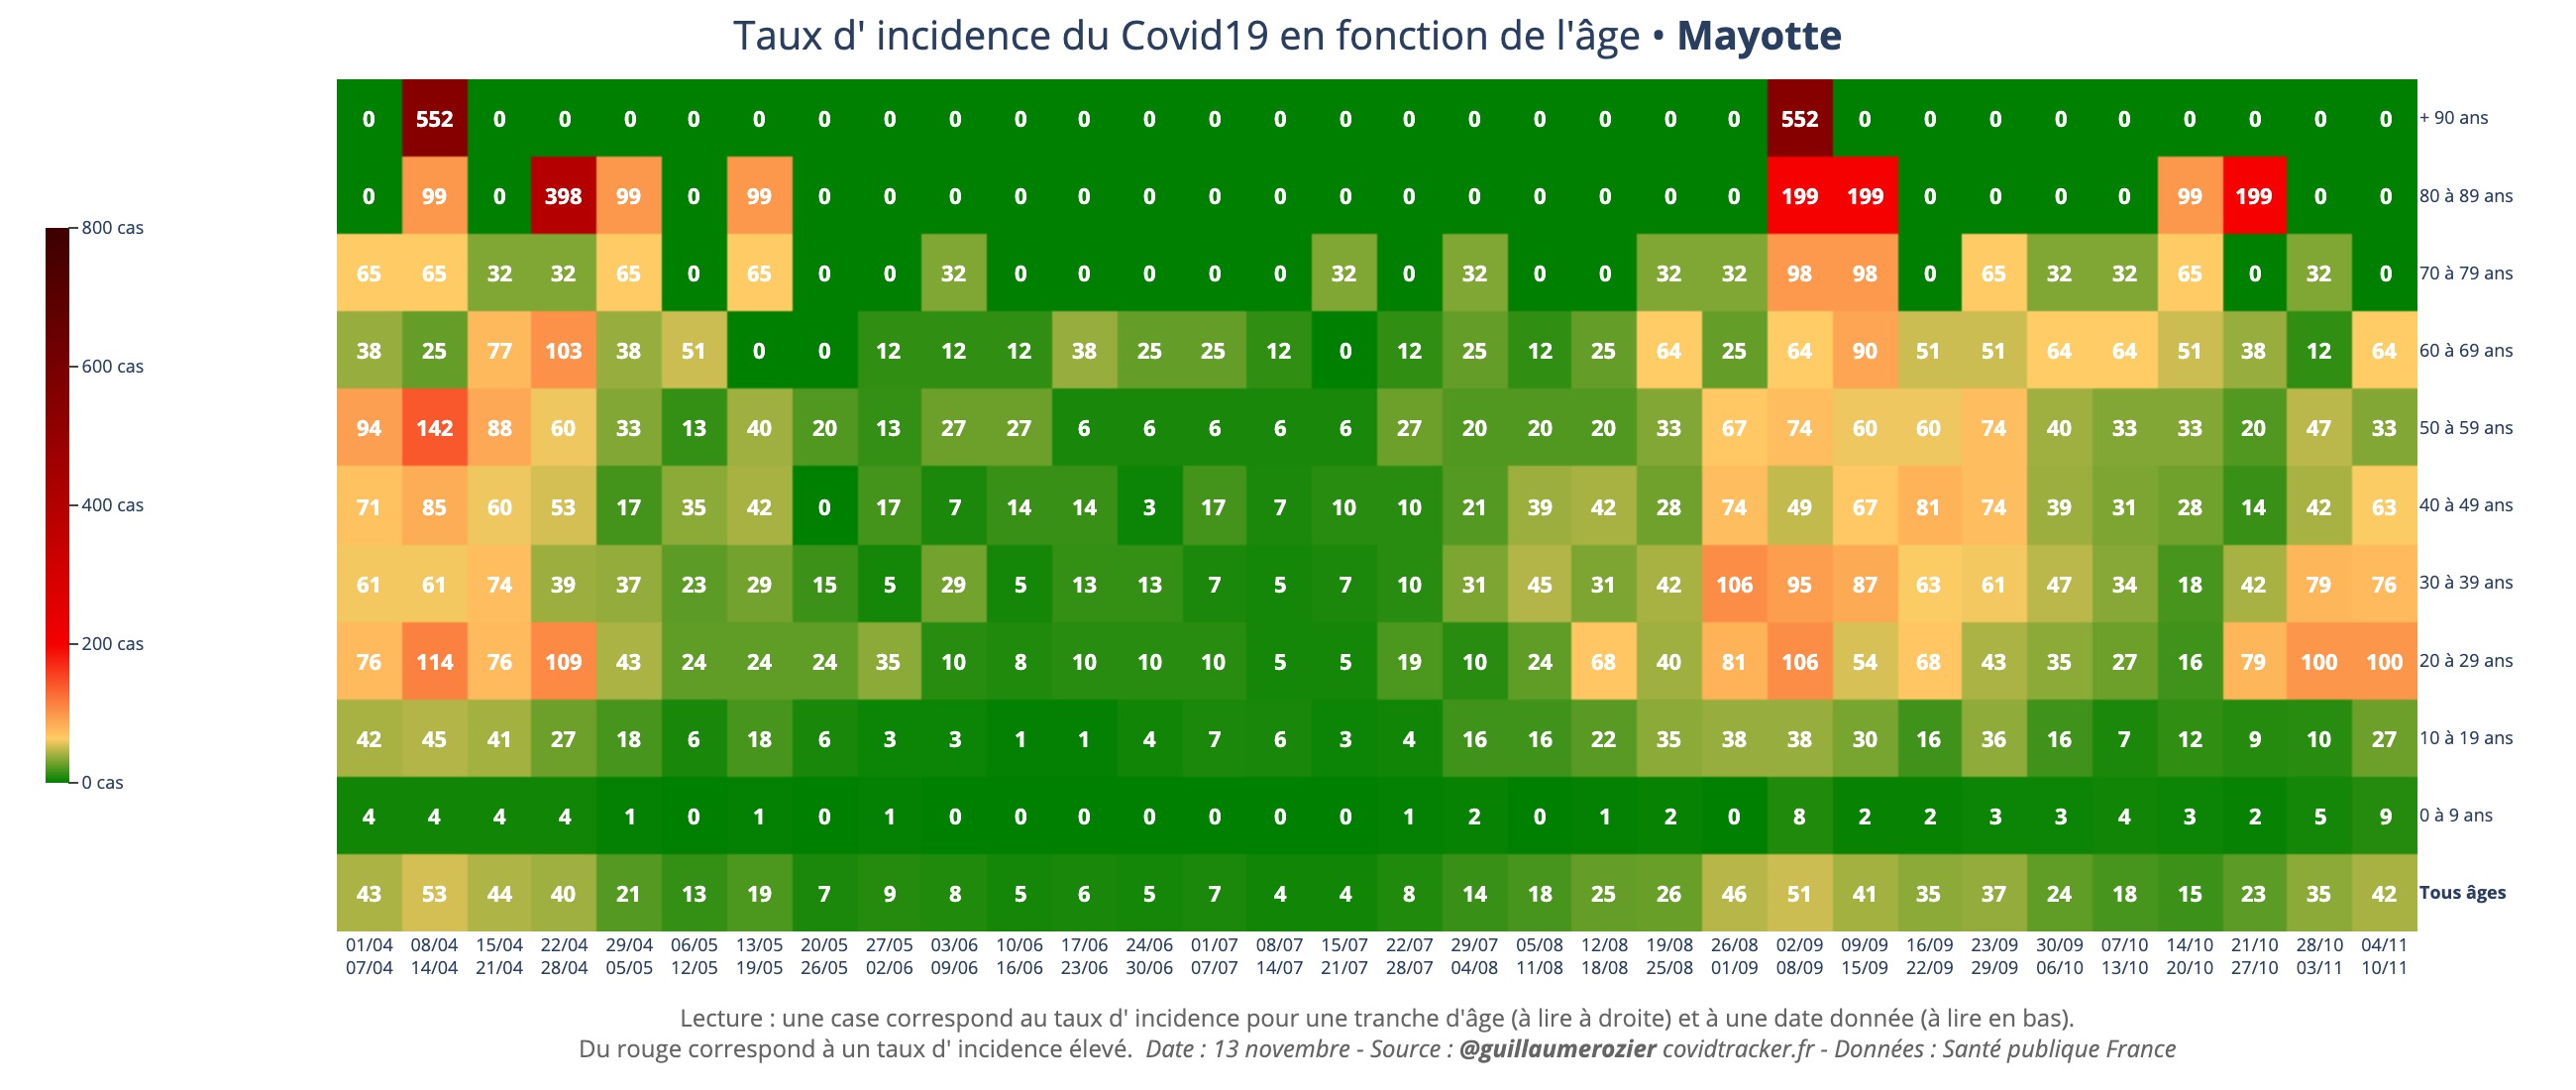 Taux d' incidence du Covid19 en fonction de l'âge • Mayotte
0 552 0 0 0 0 0 0 0 0 0 0 0 0 0 0 0 0 0 0 0 0 552 0 0 0 0 0 0 0 0 0 + 90 ans
0 99 0 398 99 0 99 0 0 0 0 0 0 0 0 0 0 0 0 0 0 0 199 199 0 0 0 0 99 199 0 0 80 à 89 ans
800 cas
65 65 32 32 65 0 65 0 0 32 0 0 0 0 0 32 0 32 0 0 32 32 98 98 0 65 32 32 65 0 32 0 70 à 79 ans
38 25 77 103 38 51 0 0 12 12 12 38 25 25 12 0 12 25 12 25 64 25 64 90 51 51 64 64 51 38 12 64 60 à 69 ans
600 cas
94 142 88 60 33 13 40 20 13 27 27 6 6 6 6 6 27 20 20 20 33 67 74 60 60 74 40 33 33 20 47 33 50 à 59 ans
400 cas
71 85 60 53 17 35 42 0 17 7 14 14 3 17 7 10 10 21 39 42 28 74 49 67 81 74 39 31 28 14 42 63 40 à 49 ans
61 61 74 39 37 23 29 15 5 29 5 13 13 7 5 7 10 31 45 31 42 106 95 87 63 61 47 34 18 42 79 76 30 à 39 ans
200 cas
76 114 76 109 43 24 24 24 35 10 8 10 10 10 5 5 19 10 24 68 40 81 106 54 68 43 35 27 16 79 100 100 20 à 29 ans
42 45 41 27 18 6 18 6 3 3 1 1 4 7 6 3 4 16 16 22 35 38 38 30 16 36 16 7 12 9 10 27 10 à 19 ans
0 cas
4 4 4 4 1 0 1 0 1 0 0 0 0 0 0 0 1 2 0 1 2 0 8 2 2 3 3 4 3 2 5 9 0 à 9 ans
43 53 44 40 21 13 19 7 9 8 5 6 5 7 4 4 8 14 18 25 26 46 51 41 35 37 24 18 15 23 35 42 Tous âges
01/04 08/04 15/04 22/04 29/04 06/05 13/05 20/05 27/05 03/06 10/06 17/06 24/06 01/07 08/07 15/07 22/07 29/07 05/08 12/08 19/08 26/08 02/09 09/09 16/09 23/09 30/09 07/10 14/10 21/10 28/10 04/11
07/04 14/04 21/04 28/04 05/05 12/05 19/05 26/05 02/06 09/06 16/06 23/06 30/06 07/07 14/07 21/07 28/07 04/08 11/08 18/08 25/08 01/09 08/09 15/09 22/09 29/09 06/10 13/10 20/10 27/10 03/11 10/11
Lecture : une case correspond au taux d' incidence pour une tranche d'âge (à lire à droite) et à une date donnée (à lire en bas).
Du rouge correspond à un taux d' incidence élevé. Date : 13 novembre - Source : @guillaumerozier covidtracker.fr - Données : Santé publique France